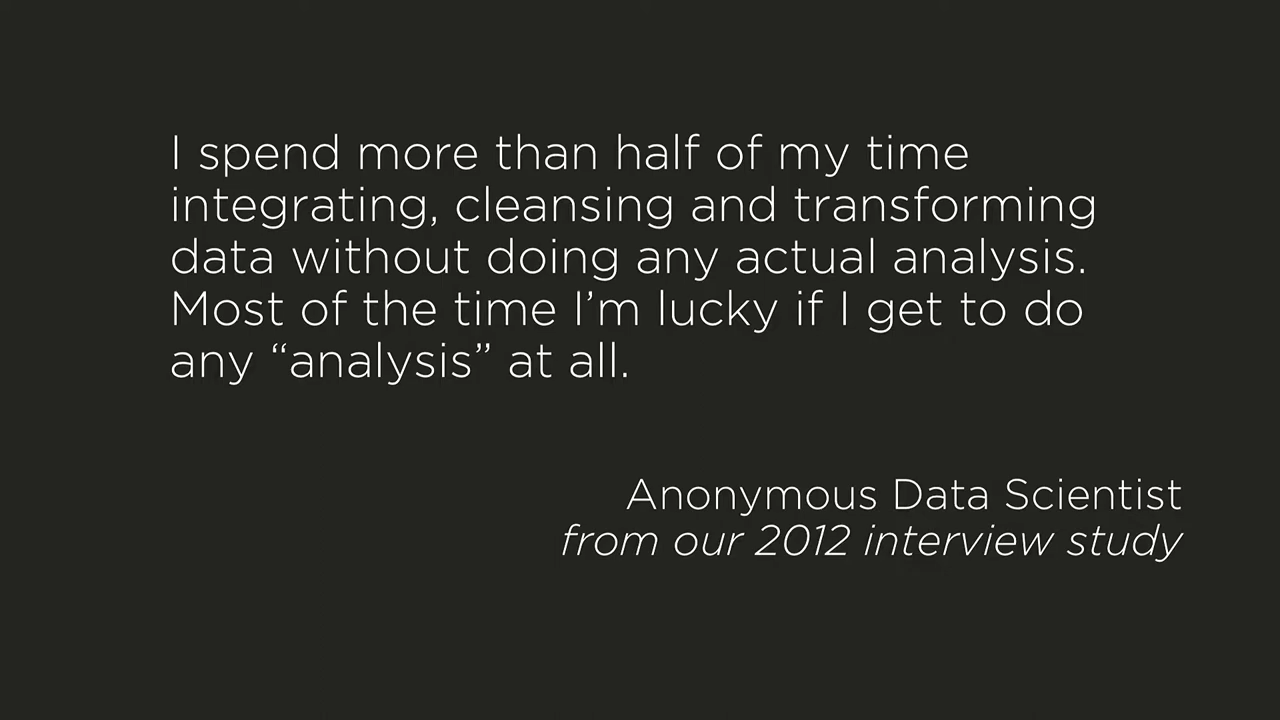 I spend more than half of my time
integrating, cleansing and transforming
data without doing any actual analysis.
Most of the time I’m lucky if I get to do
any “analysis” at all.
Anonymous Data Scientist
from our 2012 interview study